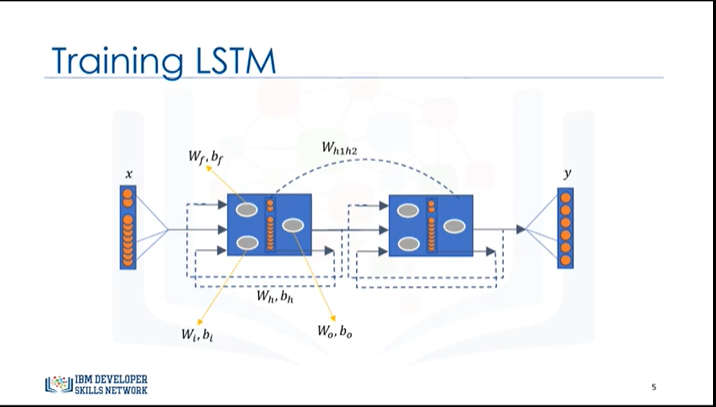 Training LSTM
x
W_f, b_f
W_h1h2
y
W_h, b_h
W_i, b_i
W_o, b_o
IBM DEVELOPER
SKILLS NETWORK
5